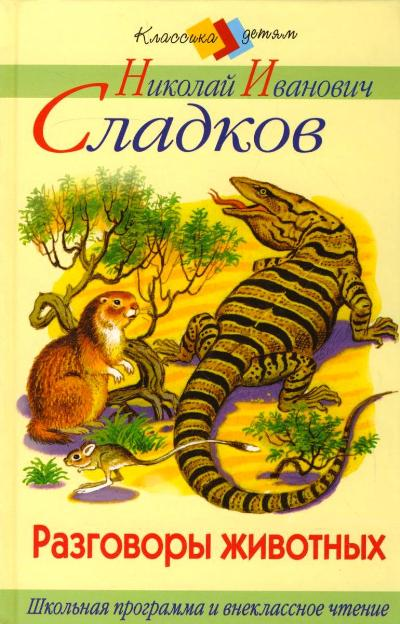 Классика детям
Николай Иванович
Сладков
Разговоры животных
Школьная программа и внеклассное чтение